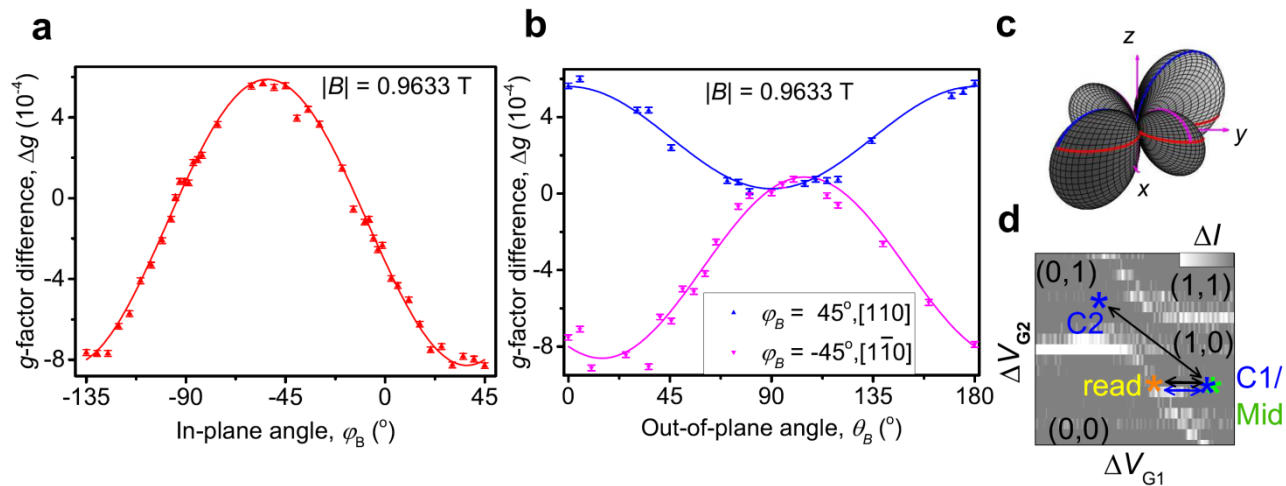 a
|B| = 0.9633 T
g-factor difference, Δg (10⁻⁴)
4
0
-4
-8
-135
-90
-45
0
45
In-plane angle, φB (°)
b
|B| = 0.9633 T
g-factor difference, Δg (10⁻⁴)
4
0
-4
-8
φB = 45°,[110]
φB = -45°,[11̄0]
0
45
90
135
180
Out-of-plane angle, θB (°)
c
z
y
x
d
ΔI
(0,1)
(1,1)
C2
(1,0)
read
C1/
Mid
(0,0)
ΔVG2
ΔVG1